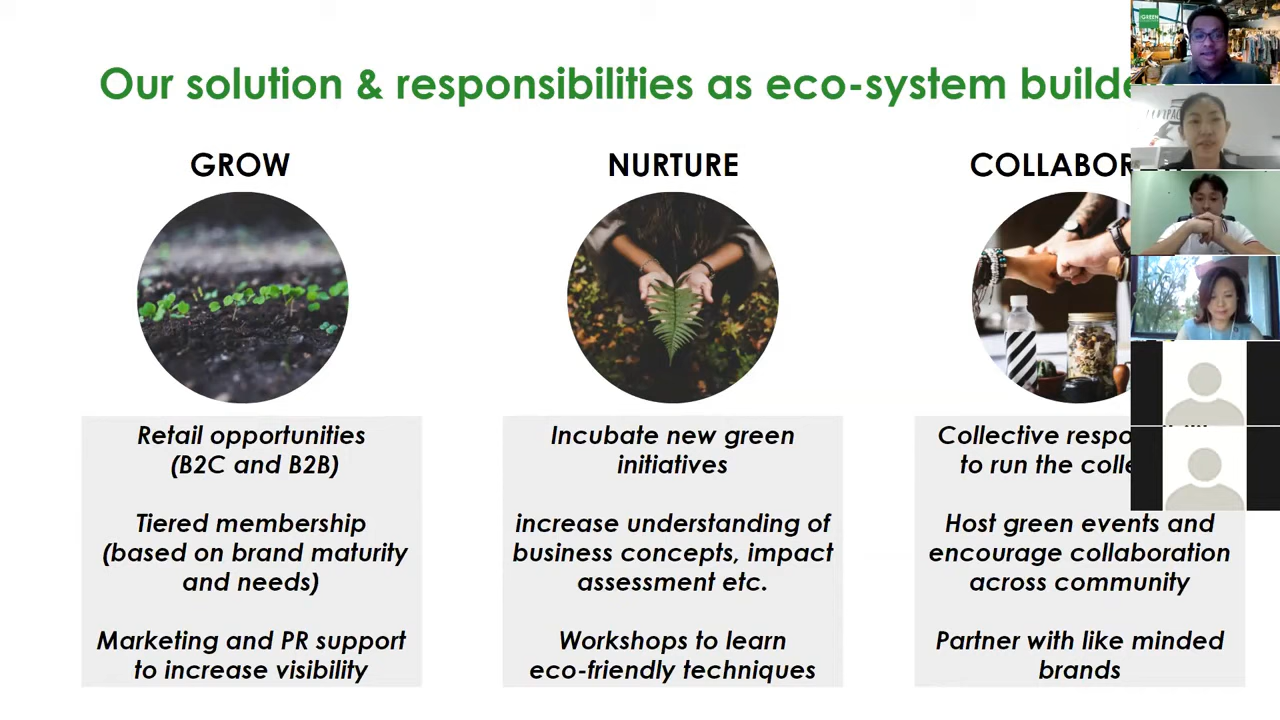 Our solution & responsibilities as eco-system builde
GROW
NURTURE
COLLABOR
Retail opportunities
(B2C and B2B)
Tiered membership
(based on brand maturity
and needs)
Marketing and PR support
to increase visibility
Incubate new green
initiatives
increase understanding of
business concepts, impact
assessment etc.
Workshops to learn
eco-friendly techniques
Collective respo
to run the colle
Host green events and
encourage collaboration
across community
Partner with like minded
brands
GREEN